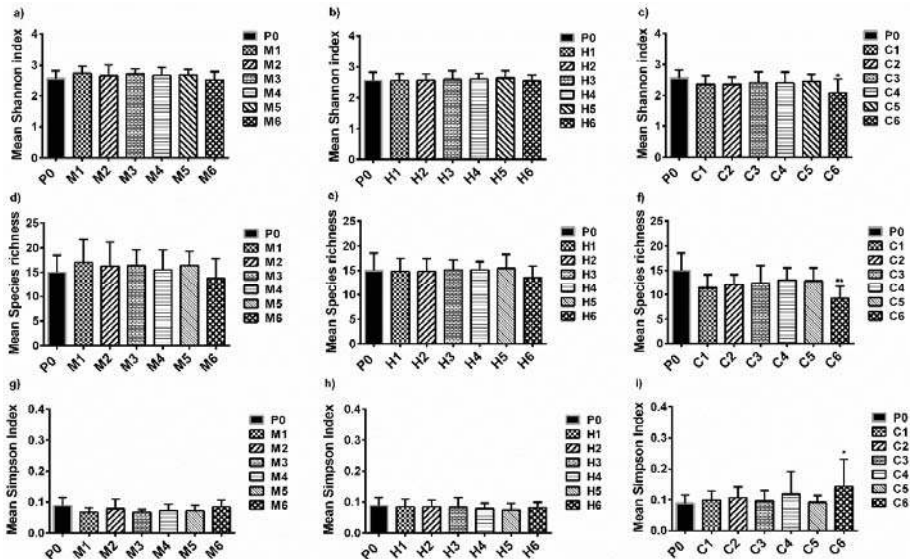 a)
Mean Shannon index
4
3
2
1
0
P0 M1 M2 M3 M4 M5 M6
P0
M1
M2
M3
M4
M5
M6
b)
Mean Shannon index
4
3
2
1
0
P0 H1 H2 H3 H4 H5 H6
P0
H1
H2
H3
H4
H5
H6
c)
Mean Shannon index
4
3
2
1
0
*
P0 C1 C2 C3 C4 C5 C6
P0
C1
C2
C3
C4
C5
C6
d)
Mean Species richness
25
20
15
10
5
0
P0 M1 M2 M3 M4 M5 M6
P0
M1
M2
M3
M4
M5
M6
e)
Mean Species richness
25
20
15
10
5
0
P0 H1 H2 H3 H4 H5 H6
P0
H1
H2
H3
H4
H5
H6
f)
Mean Species richness
25
20
15
10
5
0
P0 C1 C2 C3 C4 C5 C6
P0
C1
C2
C3
C4
C5
C6
g)
Mean Simpson Index
0.4
0.3
0.2
0.1
0.0
P0 M1 M2 M3 M4 M5 M6
P0
M1
M2
M3
M4
M5
M6
h)
Mean Simpson Index
0.4
0.3
0.2
0.1
0.0
P0 H1 H2 H3 H4 H5 H6
P0
H1
H2
H3
H4
H5
H6
i)
Mean Simpson Index
0.4
0.3
0.2
0.1
0.0
*
P0 C1 C2 C3 C4 C5 C6
P0
C1
C2
C3
C4
C5
C6